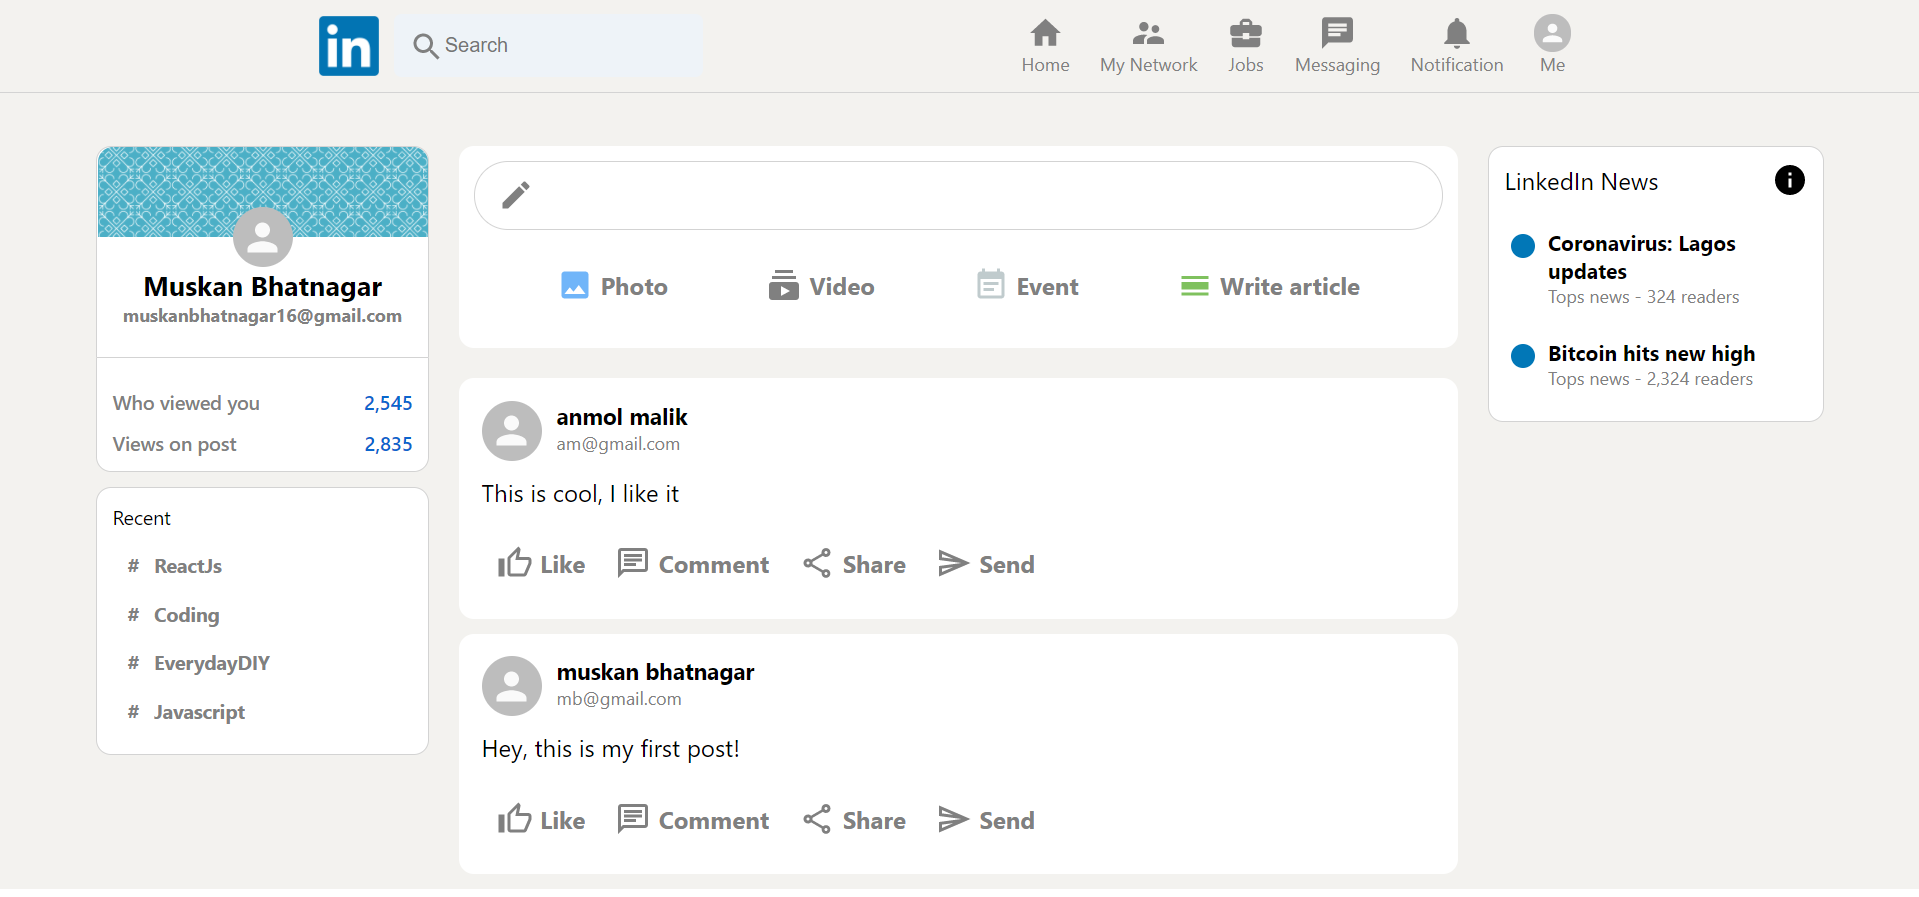 in
Search
Home
My Network
Jobs
Messaging
Notification
Me
Muskan Bhatnagar
muskanbhatnagar16@gmail.com
Who viewed you 2,545
Views on post 2,835
Recent
# ReactJs
# Coding
# EverydayDIY
# Javascript
Photo
Video
Event
Write article
anmol malik
am@gmail.com
This is cool, I like it
Like
Comment
Share
Send
muskan bhatnagar
mb@gmail.com
Hey, this is my first post!
Like
Comment
Share
Send
LinkedIn News
Coronavirus: Lagos
updates
Tops news - 324 readers
Bitcoin hits new high
Tops news - 2,324 readers